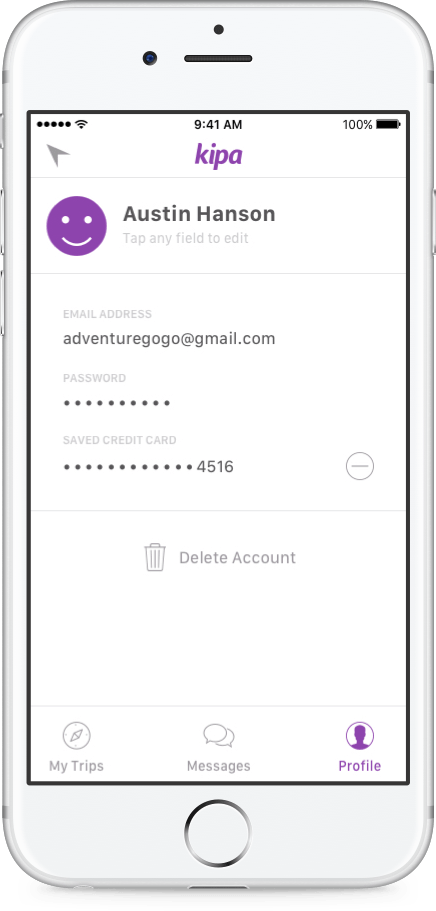 9:41 AM 100%
kipa
Austin Hanson
Tap any field to edit
EMAIL ADDRESS
adventuregogo@gmail.com
PASSWORD
••••••••••
SAVED CREDIT CARD
••••••••••••4516
Delete Account
My Trips Messages Profile